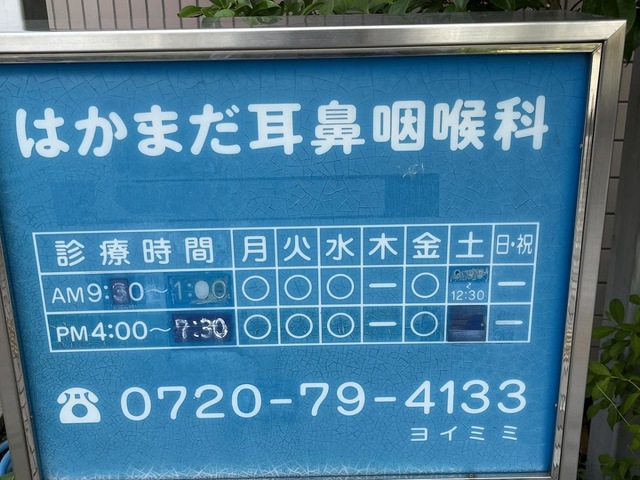 はかまだ耳鼻咽喉科
診療時間 月 火 水 木 金 土 日・祝
AM9:30～1:00 ○ ○ ○ ー ○ ～12:30 ー
PM4:00～7:30 ○ ○ ○ ー ○ ー
☎ 0720-79-4133
ヨイミミ